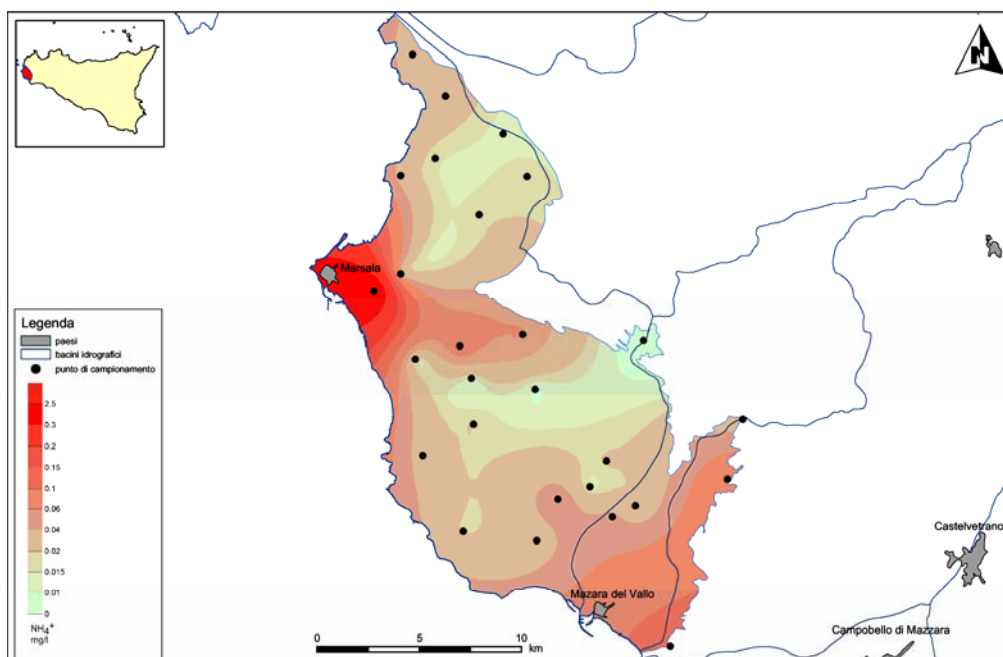 N
Marsala
Legenda
paesi
bacini idrografici
punto di campionamento
2.5
0.3
0.2
0.15
0.1
0.06
0.04
0.02
0.015
0.01
0
NH₄⁺
mg/l
Castelvetrano
Mazara del Vallo
Campobello di Mazzara
0 5 10
km